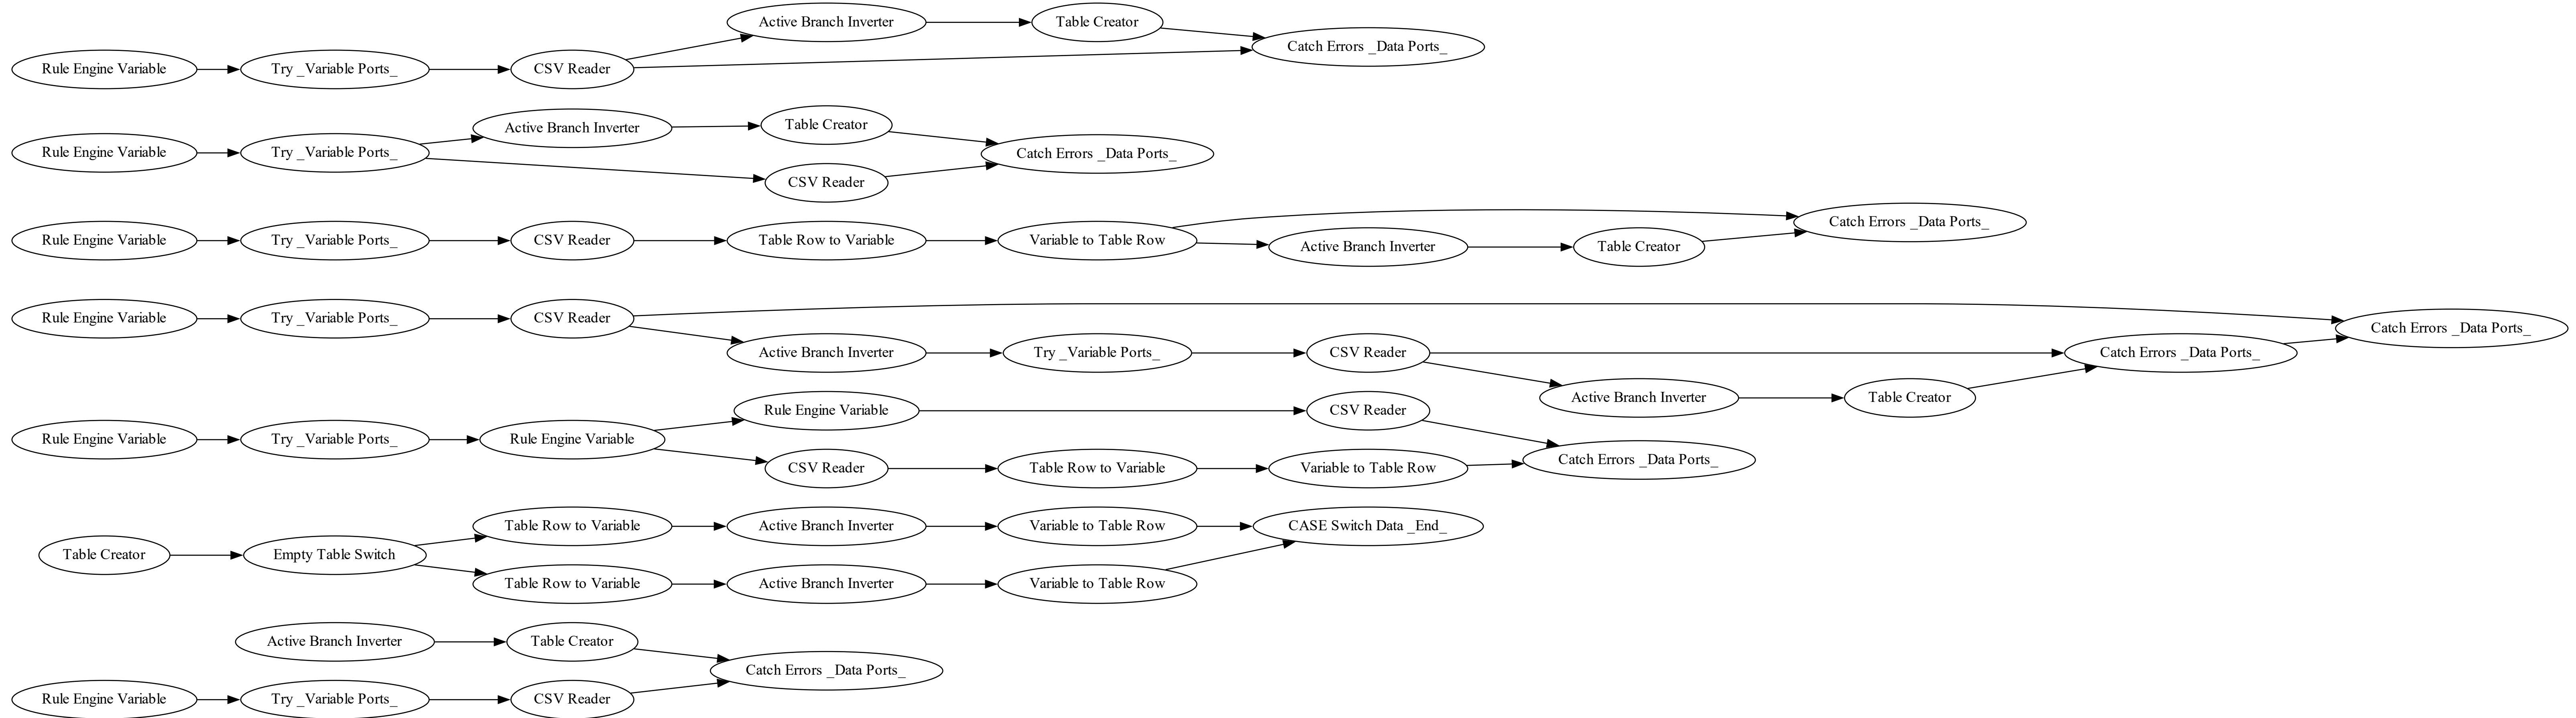 Active Branch Inverter
Table Creator
Catch Errors _Data Ports_
Rule Engine Variable
Try _Variable Ports_
CSV Reader
Active Branch Inverter
Table Creator
Rule Engine Variable
Try _Variable Ports_
Catch Errors _Data Ports_
CSV Reader
Rule Engine Variable
Try _Variable Ports_
CSV Reader
Table Row to Variable
Variable to Table Row
Active Branch Inverter
Table Creator
Catch Errors _Data Ports_
Rule Engine Variable
Try _Variable Ports_
CSV Reader
Catch Errors _Data Ports_
Active Branch Inverter
Try _Variable Ports_
CSV Reader
Catch Errors _Data Ports_
Active Branch Inverter
Table Creator
Rule Engine Variable
CSV Reader
Rule Engine Variable
Try _Variable Ports_
Rule Engine Variable
Catch Errors _Data Ports_
CSV Reader
Table Row to Variable
Variable to Table Row
Table Row to Variable
Active Branch Inverter
Variable to Table Row
CASE Switch Data _End_
Table Creator
Empty Table Switch
Table Row to Variable
Active Branch Inverter
Variable to Table Row
Active Branch Inverter
Table Creator
Catch Errors _Data Ports_
Rule Engine Variable
Try _Variable Ports_
CSV Reader